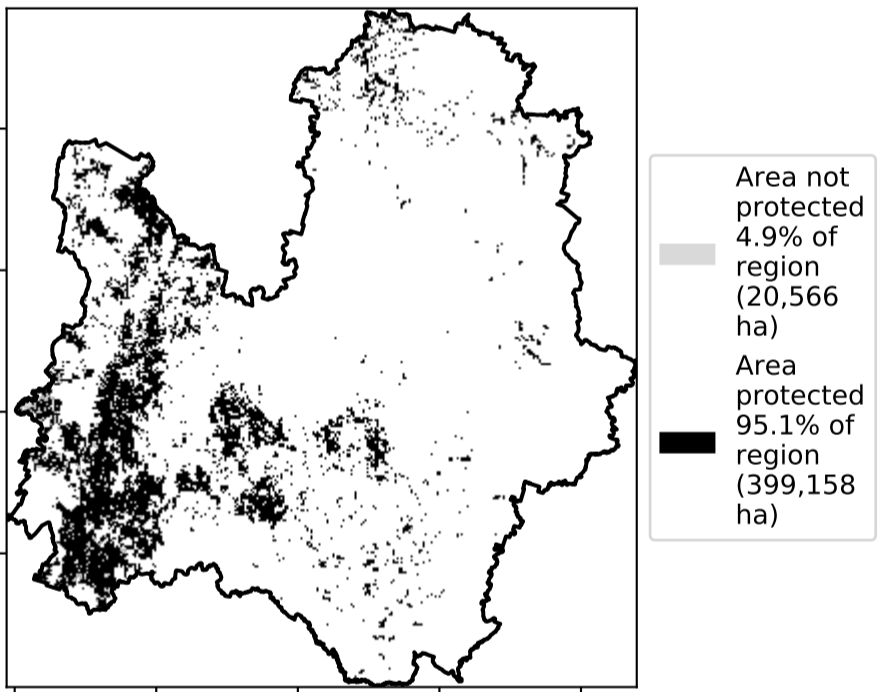 Area not
protected
4.9% of
region
(20,566
ha)
Area
protected
95.1% of
region
(399,158
ha)